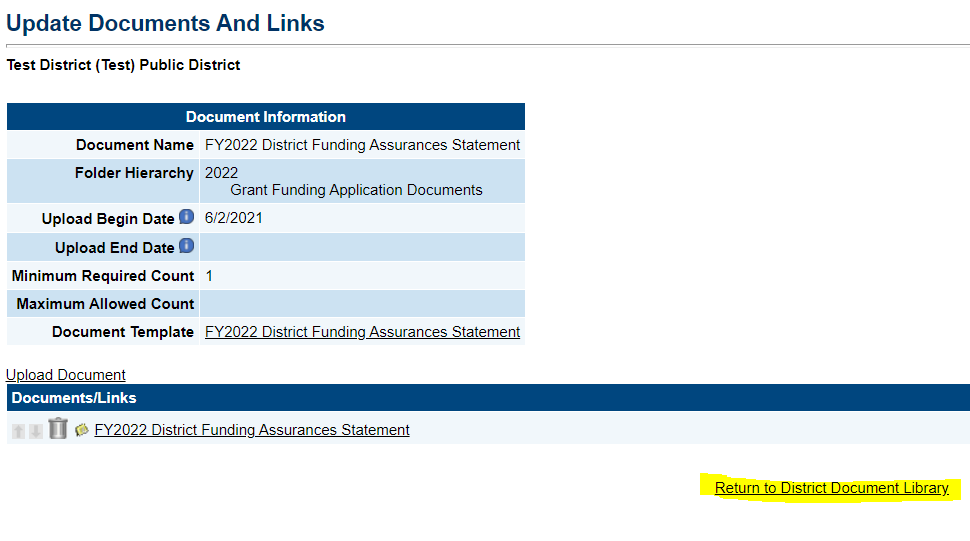 Update Documents And Links
Test District (Test) Public District
Document Information
Document Name FY2022 District Funding Assurances Statement
Folder Hierarchy 2022
Grant Funding Application Documents
Upload Begin Date 6/2/2021
Upload End Date
Minimum Required Count 1
Maximum Allowed Count
Document Template FY2022 District Funding Assurances Statement
Upload Document
Documents/Links
FY2022 District Funding Assurances Statement
Return to District Document Library